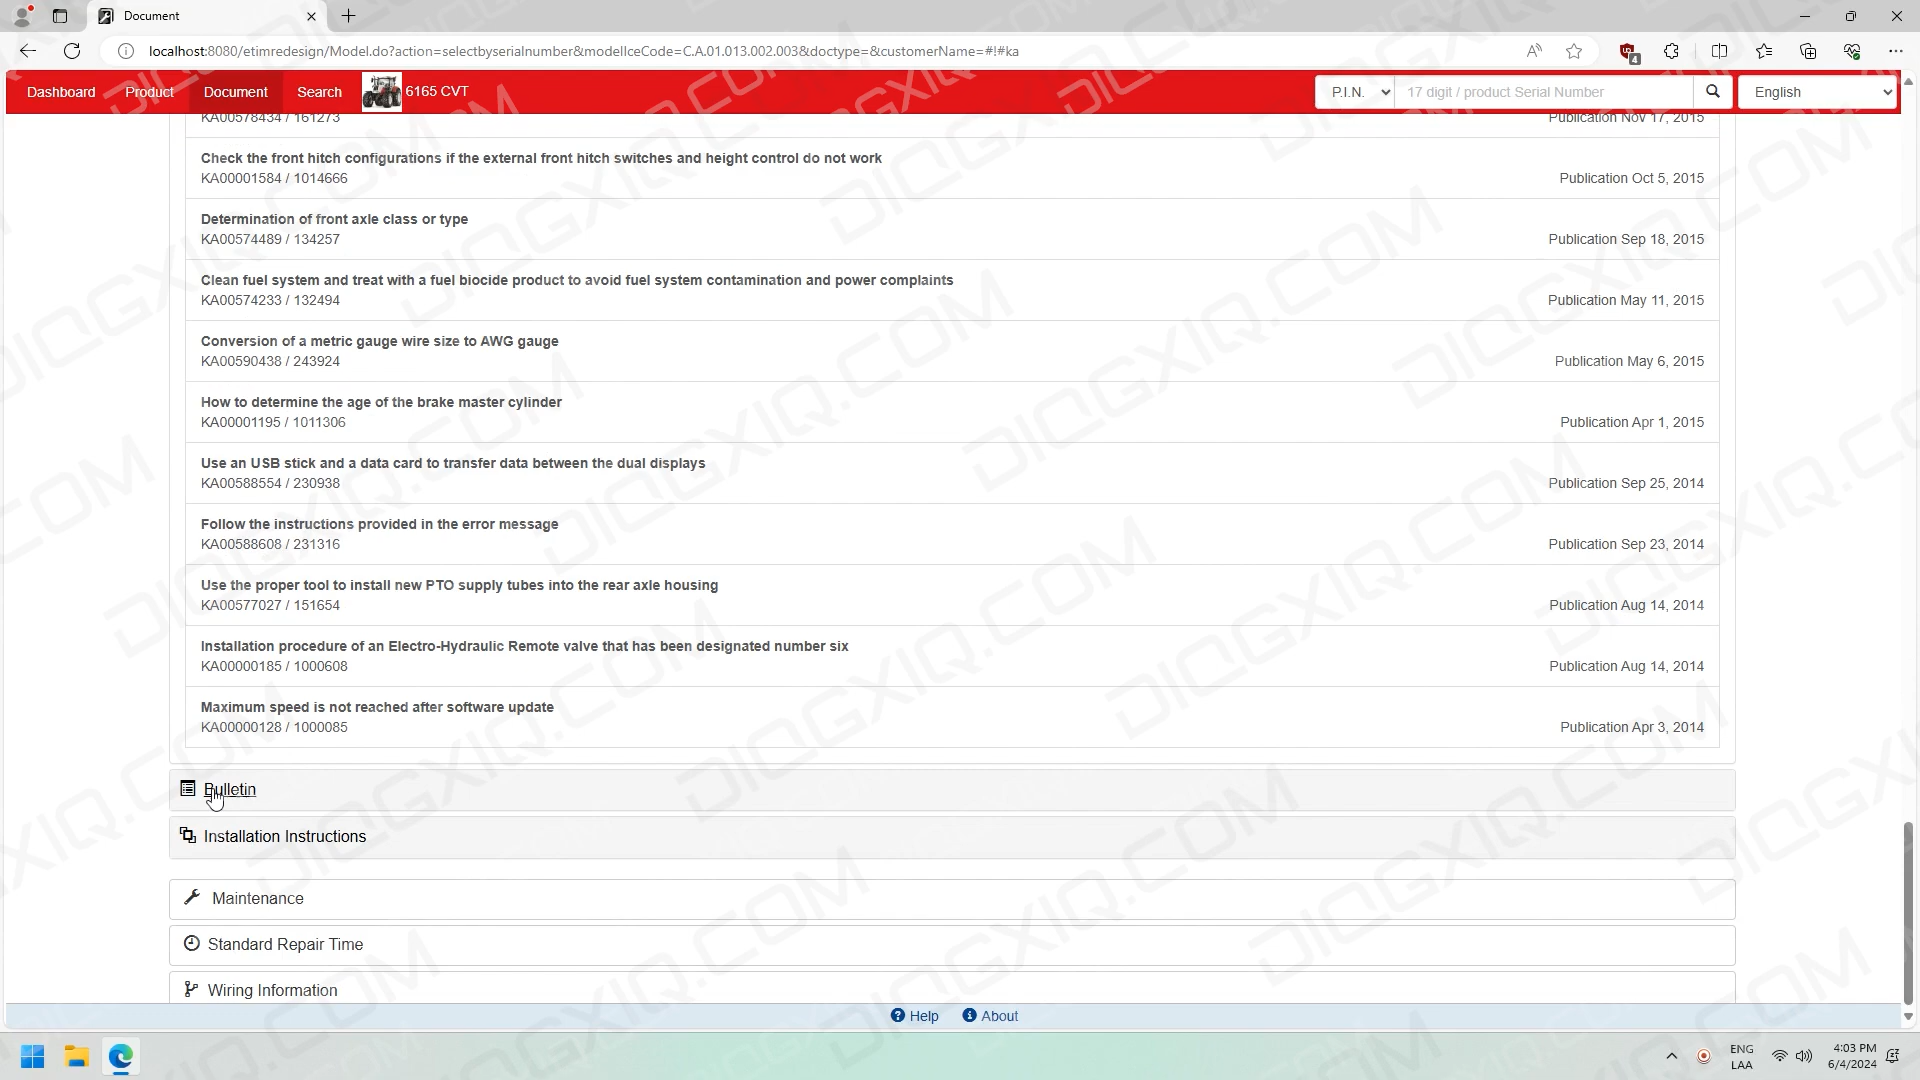 Document
localhost:8080/etimredesign/Model.do?action=selectbyserialnumber&modelIceCode=C.A.01.013.002.003&doctype=&customerName=#!#ka
4
Dashboard Product Document Search 6165 CVT P.I.N. 17 digit / product Serial Number English
KA00578434 / 161273 Publication Nov 17, 2015
Check the front hitch configurations if the external front hitch switches and height control do not work
KA00001584 / 1014666 Publication Oct 5, 2015
Determination of front axle class or type
KA00574489 / 134257 Publication Sep 18, 2015
Clean fuel system and treat with a fuel biocide product to avoid fuel system contamination and power complaints
KA00574233 / 132494 Publication May 11, 2015
Conversion of a metric gauge wire size to AWG gauge
KA00590438 / 243924 Publication May 6, 2015
How to determine the age of the brake master cylinder
KA00001195 / 1011306 Publication Apr 1, 2015
Use an USB stick and a data card to transfer data between the dual displays
KA00588554 / 230938 Publication Sep 25, 2014
Follow the instructions provided in the error message
KA00588608 / 231316 Publication Sep 23, 2014
Use the proper tool to install new PTO supply tubes into the rear axle housing
KA00577027 / 151654 Publication Aug 14, 2014
Installation procedure of an Electro-Hydraulic Remote valve that has been designated number six
KA00000185 / 1000608 Publication Aug 14, 2014
Maximum speed is not reached after software update
KA00000128 / 1000085 Publication Apr 3, 2014
Bulletin
Installation Instructions
Maintenance
Standard Repair Time
Wiring Information
Help About
ENG 4:03 PM
LAA 6/4/2024
DIQGXIQ.COM